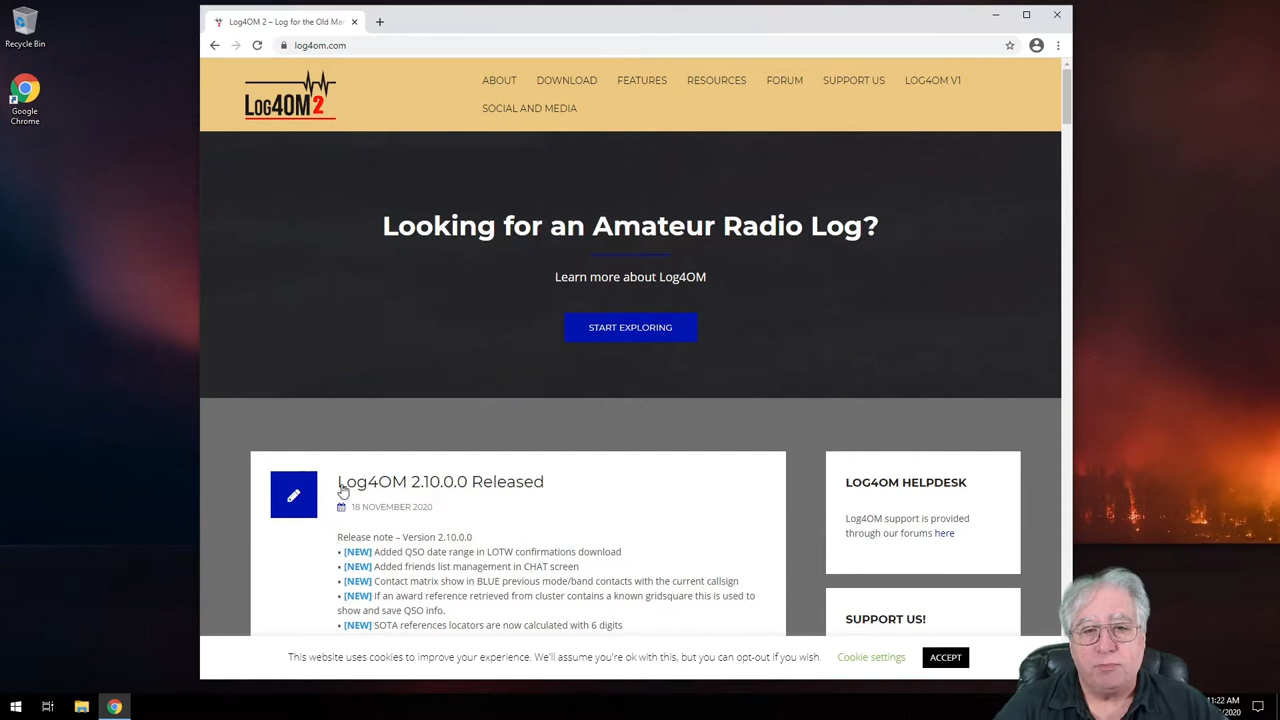 Recycle Bin
Google
Chrome
Log4OM 2 – Log for the Old Man
log4om.com
LOG4OM2
ABOUT DOWNLOAD FEATURES RESOURCES FORUM SUPPORT US LOG4OM V1
SOCIAL AND MEDIA
Looking for an Amateur Radio Log?
Learn more about Log4OM
START EXPLORING
Log4OM 2.10.0.0 Released
18 NOVEMBER 2020
Release note – Version 2.10.0.0
• [NEW] Added QSO date range in LOTW confirmations download
• [NEW] Added friends list management in CHAT screen
• [NEW] Contact matrix show in BLUE previous mode/band contacts with the current callsign
• [NEW] If an award reference retrieved from cluster contains a known gridsquare this is used to
show and save QSO info.
• [NEW] SOTA references locators are now calculated with 6 digits
LOG4OM HELPDESK
Log4OM support is provided
through our forums here
SUPPORT US!
This website uses cookies to improve your experience. We'll assume you're ok with this, but you can opt-out if you wish. Cookie settings ACCEPT
11:22 AM